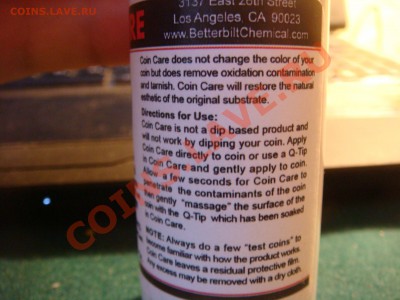 COINS.LAVE.RU
3137 East 26th Street
Los Angeles, CA 90023
www.BetterbiltChemical.com
RE
Coin Care does not change the color of your
coin but does remove oxidation contamination
and tarnish. Coin Care will restore the natural
esthetic of the original substrate.
Directions for Use:
Coin Care is not a dip based product and
will not work by dipping your coin. Apply
Coin Care directly to coin or use a Q-Tip
in Coin Care and gently apply to coin.
Allow a few seconds for Coin Care to
penetrate the contaminants of the coin
then gently "massage" the surface of the
coin with the Q-Tip which has been soaked
in Coin Care.
NOTE: Always do a few "test coins" to
become familiar with how the product works.
Coin Care leaves a residual protective film.
Any excess may be removed with a dry cloth.
COINS.LAVE.RU